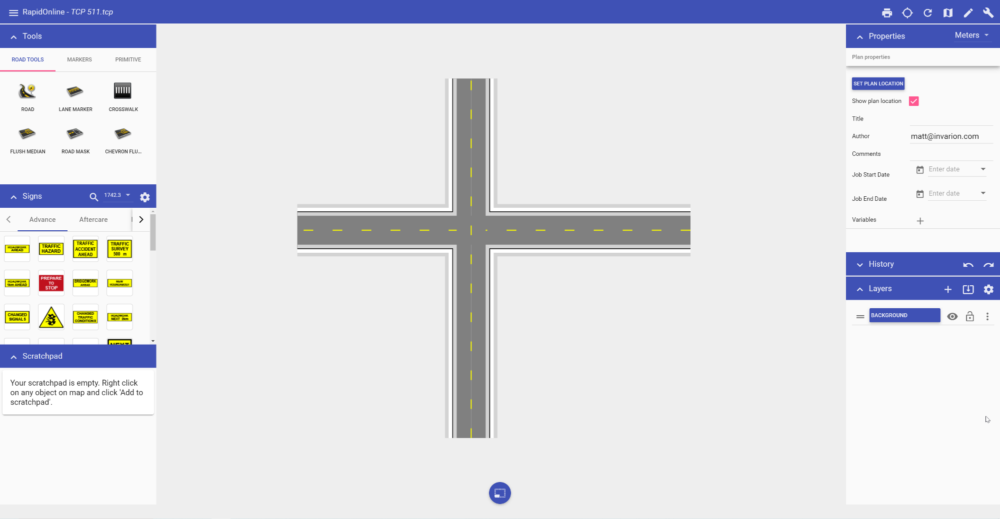 RapidOnline - TCP 511.tcp
Tools
ROAD TOOLS MARKERS PRIMITIVE
ROAD LANE MARKER CROSSWALK
FLUSH MEDIAN ROAD MASK CHEVRON FLU...
Signs 1742.3
Advance Aftercare
ROADWORK
AHEAD
TRAFFIC
HAZARD
TRAFFIC
ACCIDENT
AHEAD
TRAFFIC
SURVEY
500 m
ROADWORK
1km AHEAD
PREPARE
TO
STOP
BRIDGEWORK
AHEAD
NEW
ROUNDABOUT
CHANGED
SIGNALS
CHANGED
TRAFFIC
CONDITIONS
ROADWORK
NEXT 2km
NEXT
Scratchpad
Your scratchpad is empty. Right click
on any object on map and click 'Add to
scratchpad'.
Properties Meters
Plan properties
SET PLAN LOCATION
Show plan location
Title
Author matt@invarion.com
Comments
Job Start Date Enter date
Job End Date Enter date
Variables
History
Layers
BACKGROUND